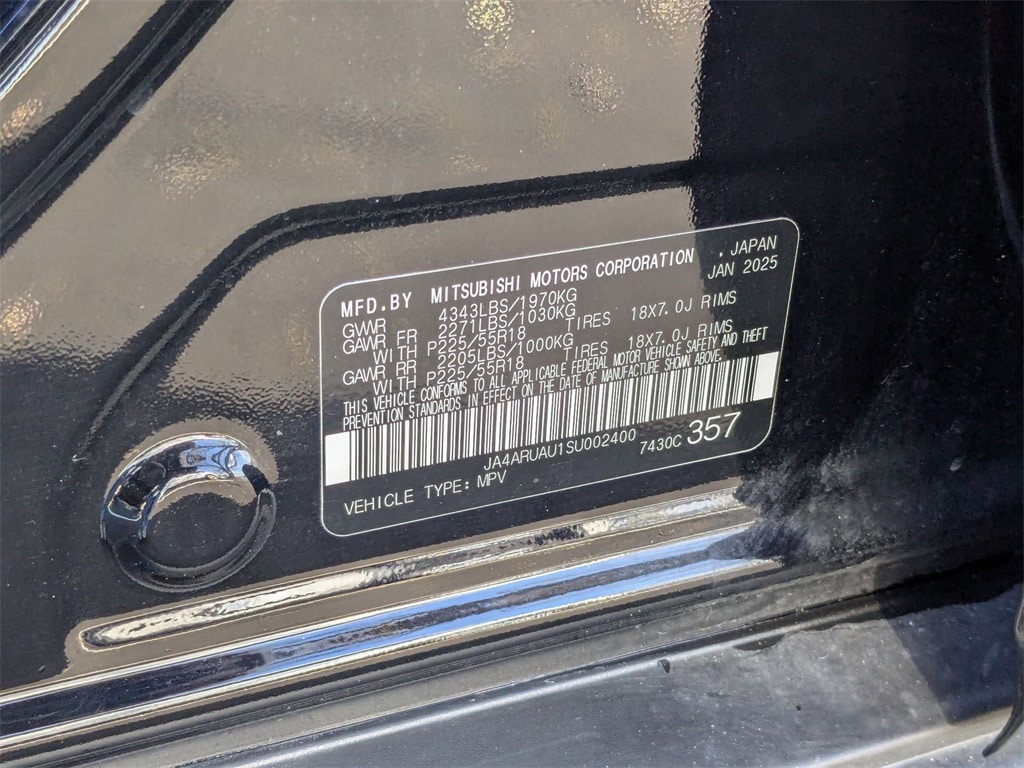 MFD.BY MITSUBISHI MOTORS CORPORATION , JAPAN
GWWR 4343LBS/1970KG JAN 2025
GAWR FR 2271LBS/1030KG
WITH P225/55R18 TIRES 18X7.0J RIMS
GAWR RR 2205LBS/1000KG
WITH P225/55R18 TIRES 18X7.0J RIMS
THIS VEHICLE CONFORMS TO ALL APPLICABLE FEDERAL MOTOR VEHICLE SAFETY AND THEFT
PREVENTION STANDARDS IN EFFECT ON THE DATE OF MANUFACTURE SHOWN ABOVE.
JA4ARUAU1SU002400 7430C 357
VEHICLE TYPE: MPV